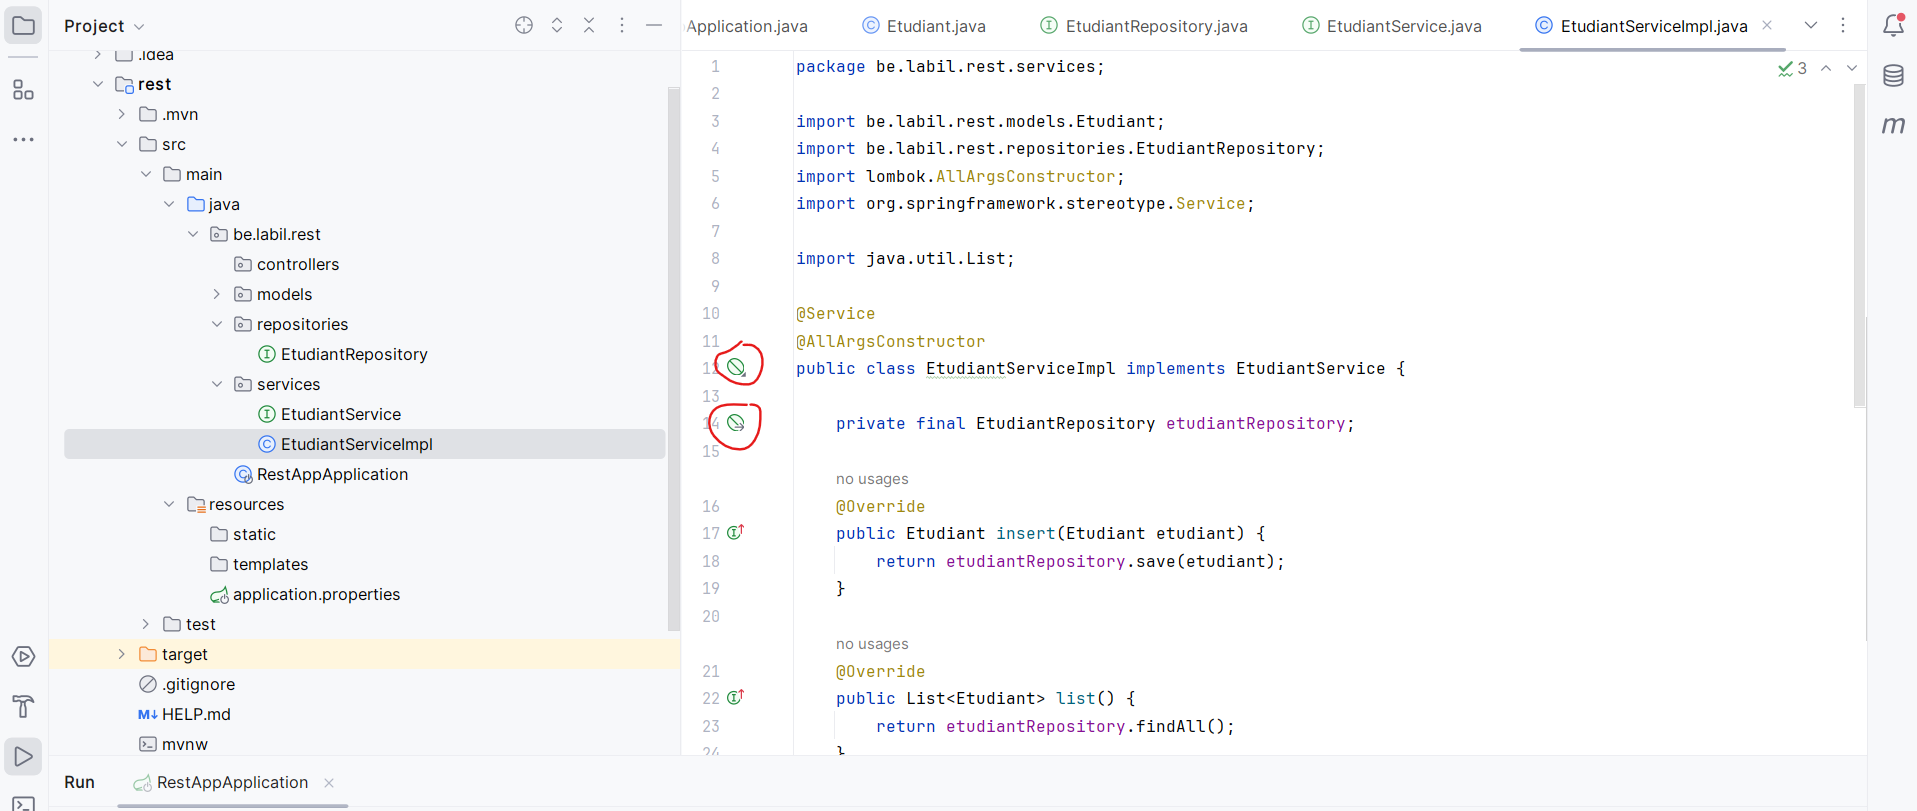 Project
Application.java
Etudiant.java
EtudiantRepository.java
EtudiantService.java
EtudiantServiceImpl.java
.idea
rest
.mvn
src
main
java
be.labil.rest
controllers
models
repositories
EtudiantRepository
services
EtudiantService
EtudiantServiceImpl
RestAppApplication
resources
static
templates
application.properties
test
target
.gitignore
M↓ HELP.md
mvnw
3
1 package be.labil.rest.services;
2
3 import be.labil.rest.models.Etudiant;
4 import be.labil.rest.repositories.EtudiantRepository;
5 import lombok.AllArgsConstructor;
6 import org.springframework.stereotype.Service;
7
8 import java.util.List;
9
10 @Service
11 @AllArgsConstructor
12 public class EtudiantServiceImpl implements EtudiantService {
13
14 private final EtudiantRepository etudiantRepository;
15
no usages
16 @Override
17 public Etudiant insert(Etudiant etudiant) {
18 return etudiantRepository.save(etudiant);
19 }
20
no usages
21 @Override
22 public List<Etudiant> list() {
23 return etudiantRepository.findAll();
24 }
m
Run
RestAppApplication